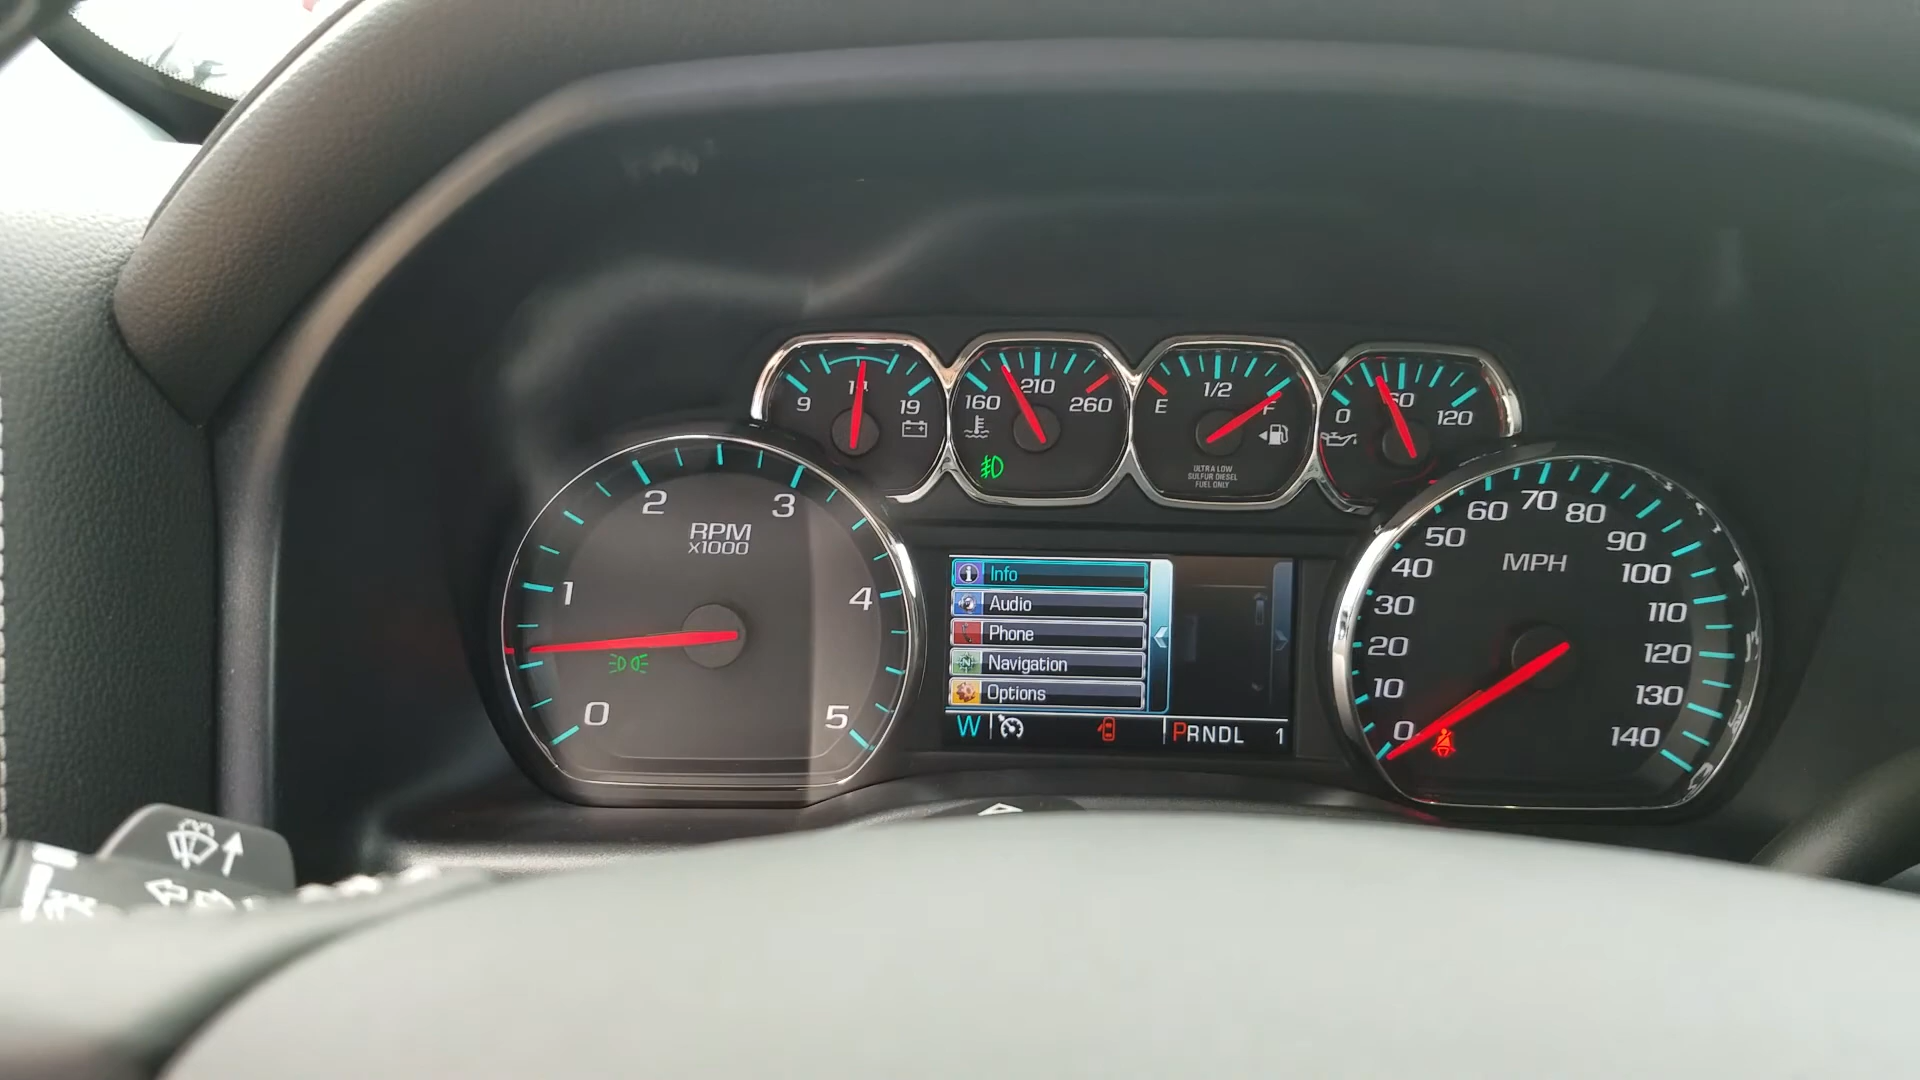 9 19
160 210 260
E 1/2 F
0 60 120
ULTRA LOW
SULFUR DIESEL
FUEL ONLY
0 1 2 3 4 5
RPM
x1000
Info
Audio
Phone
Navigation
Options
W PRNDL 1
0 10 20 30 40 50 60 70 80 90 100 110 120 130 140
MPH